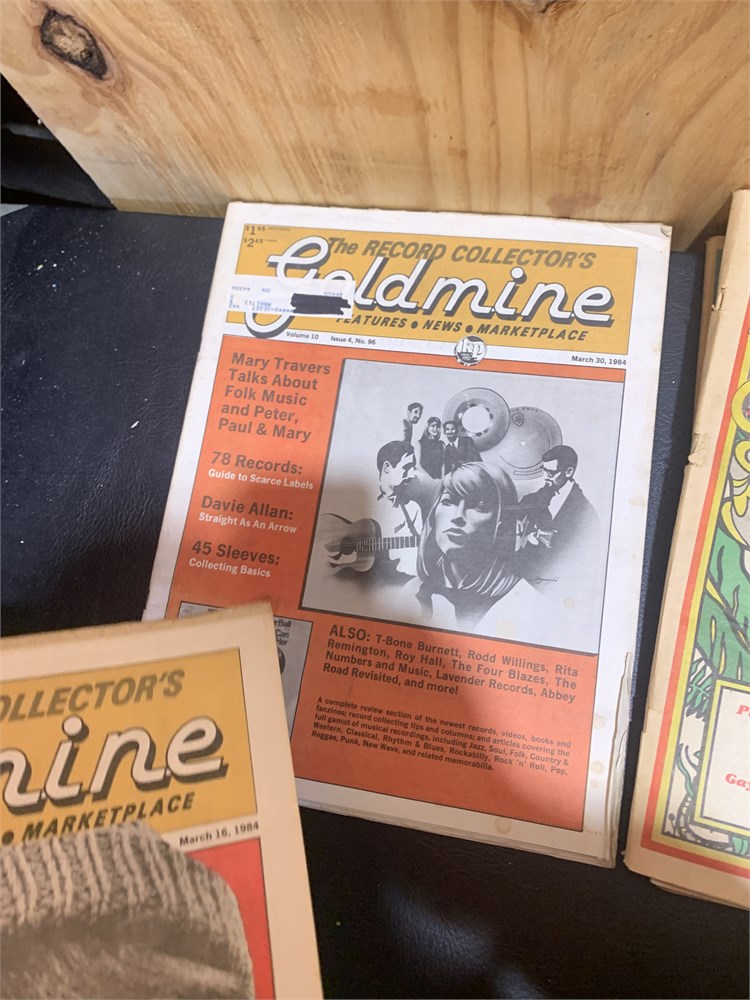 $1.95
$2.45
The RECORD COLLECTOR'S
Goldmine
FEATURES • NEWS • MARKETPLACE
Volume 10 Issue 4, No. 96
March 30, 1984
Mary Travers
Talks About
Folk Music
and Peter,
Paul & Mary
78 Records:
Guide to Scarce Labels
Davie Allan:
Straight As An Arrow
45 Sleeves:
Collecting Basics
ALSO: T-Bone Burnett, Rodd Willings, Rita
Remington, Roy Hall, The Four Blazes, The
Numbers and Music, Lavender Records, Abbey
Road Revisited, and more!
A complete review section of the newest records, videos, books and
fanzines; record collecting tips and columns; and articles covering the
full gamut of musical recordings, including Jazz, Soul, Folk, Country &
Western, Classical, Rhythm & Blues, Rockabilly, Rock 'n' Roll, Pop,
Reggae, Punk, New Wave, and related memorabilia.
OLLECTOR'S
mine
• MARKETPLACE
March 16, 1984